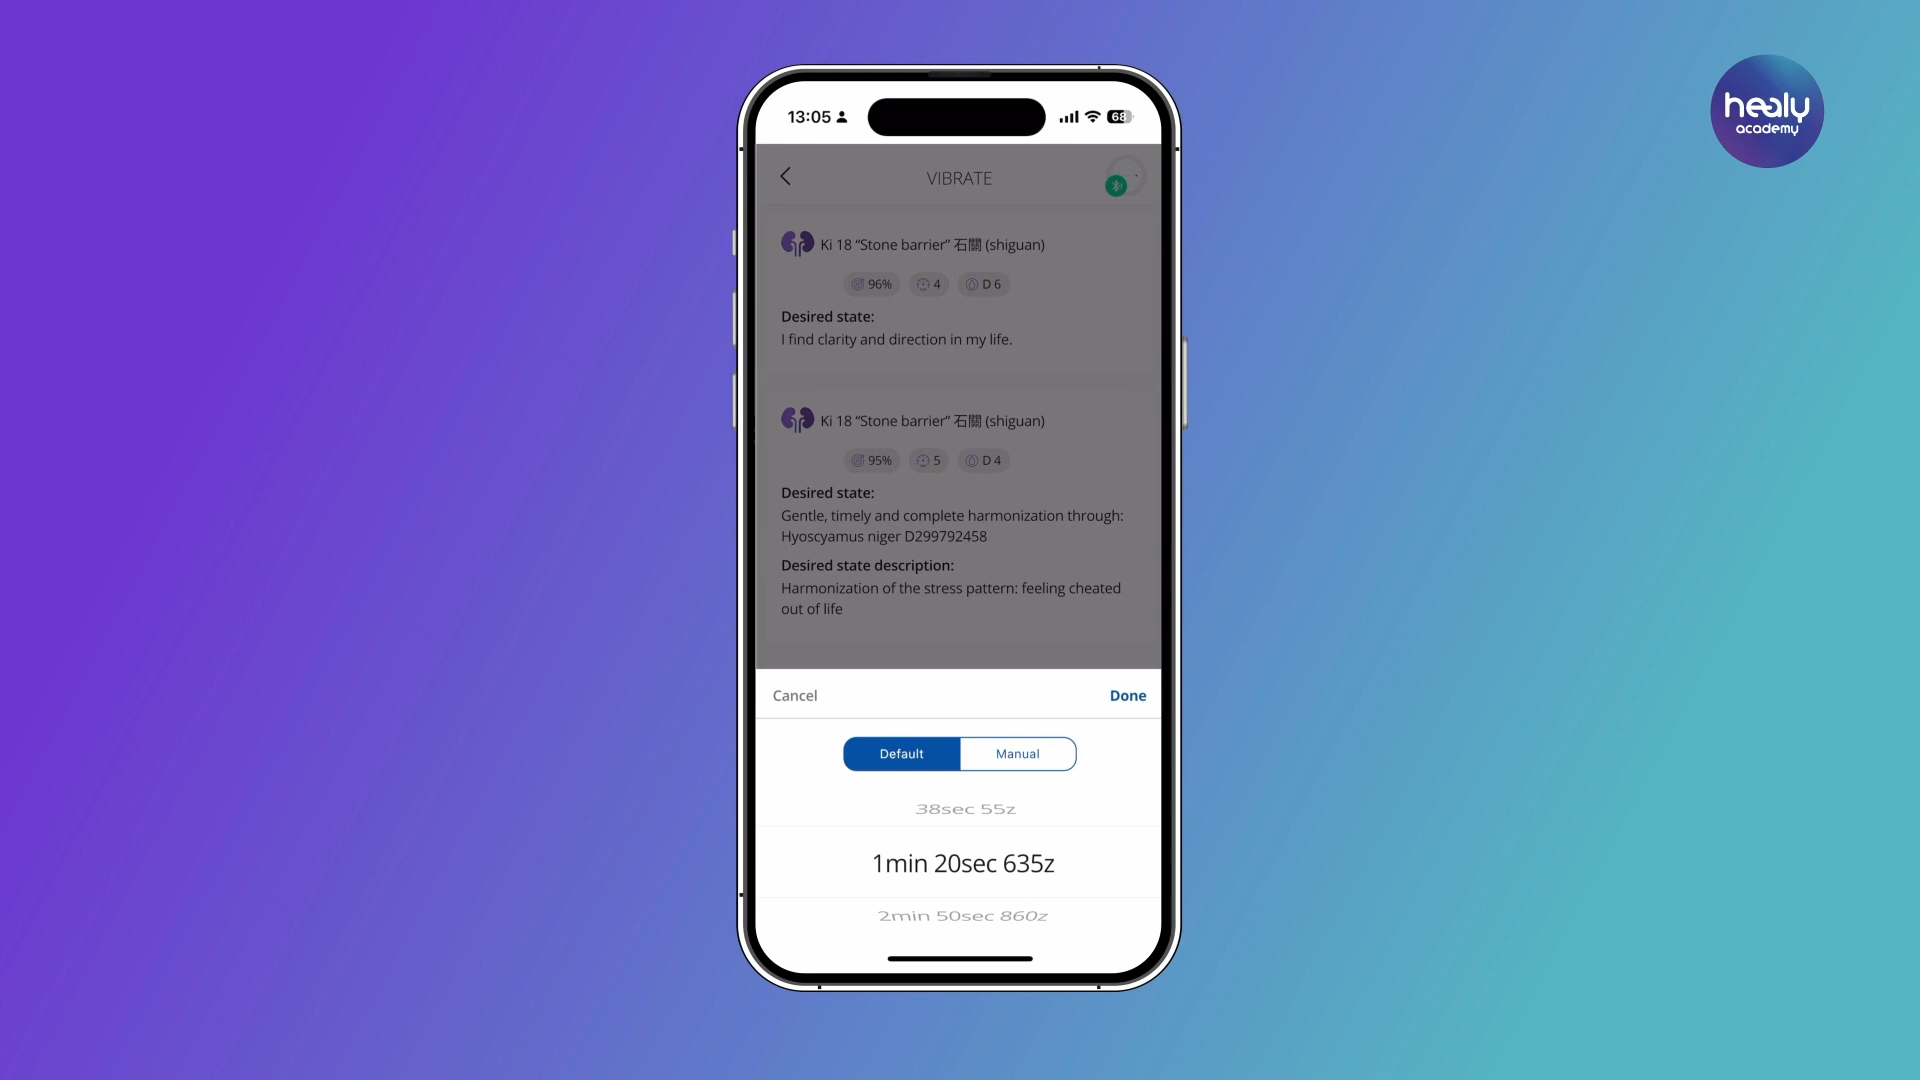 healy
academy
13:05
68
VIBRATE
Ki 18 “Stone barrier” 石關 (shiguan)
96% 4 D 6
Desired state:
I find clarity and direction in my life.
Ki 18 “Stone barrier” 石關 (shiguan)
95% 5 D 4
Desired state:
Gentle, timely and complete harmonization through:
Hyoscyamus niger D299792458
Desired state description:
Harmonization of the stress pattern: feeling cheated
out of life
Cancel Done
Default Manual
38sec 55z
1min 20sec 635z
2min 50sec 860z